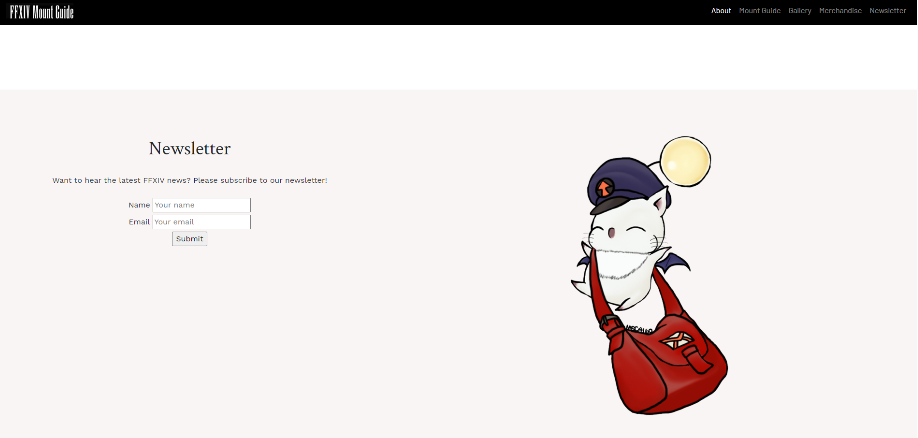 FFXIV Mount Guide
About Mount Guide Gallery Merchandise Newsletter
Newsletter
Want to hear the latest FFXIV news? Please subscribe to our newsletter!
Name Your name
Email Your email
Submit